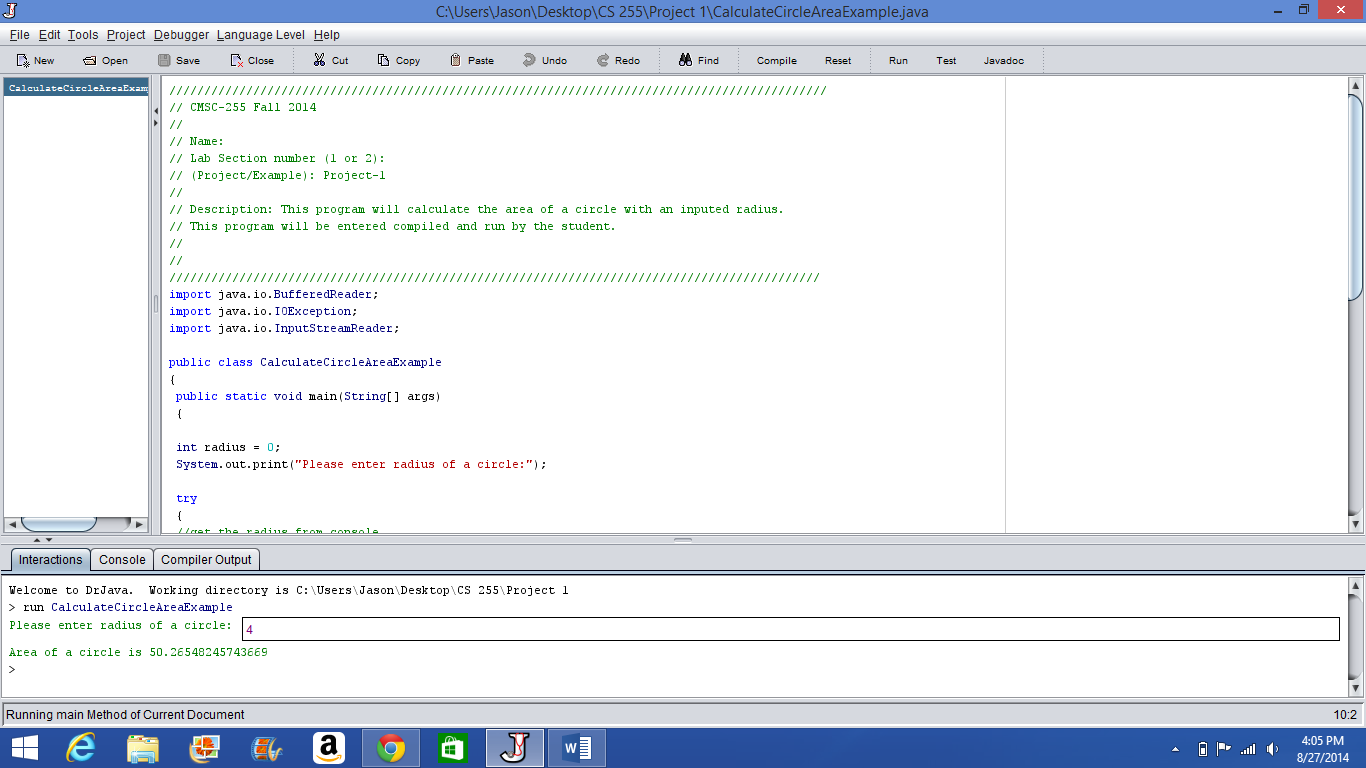 C:\Users\Jason\Desktop\CS 255\Project 1\CalculateCircleAreaExample.java
File Edit Tools Project Debugger Language Level Help
New Open Save Close Cut Copy Paste Undo Redo Find Compile Reset Run Test Javadoc
CalculateCircleAreaExam
//////////////////////////////////////////////////////////////////////////////////////////////
// CMSC-255 Fall 2014
//
// Name:
// Lab Section number (1 or 2):
// (Project/Example): Project-1
//
// Description: This program will calculate the area of a circle with an inputed radius.
// This program will be entered compiled and run by the student.
//
//
/////////////////////////////////////////////////////////////////////////////////////////////
import java.io.BufferedReader;
import java.io.IOException;
import java.io.InputStreamReader;
public class CalculateCircleAreaExample
{
public static void main(String[] args)
{
int radius = 0;
System.out.print("Please enter radius of a circle:");
try
{
//get the radius from console
Interactions Console Compiler Output
Welcome to DrJava.  Working directory is C:\Users\Jason\Desktop\CS 255\Project 1
> run CalculateCircleAreaExample
Please enter radius of a circle: 4
Area of a circle is 50.26548245743669
>
Running main Method of Current Document 10:2
4:05 PM
8/27/2014